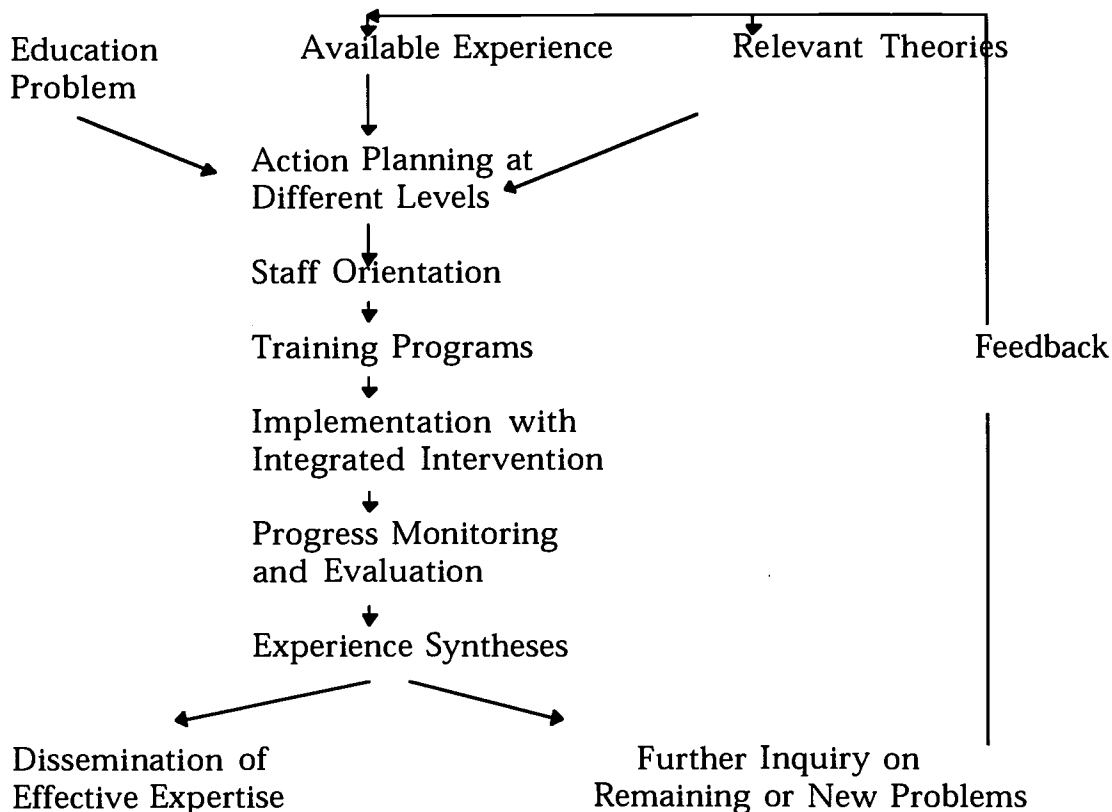 Education
Problem
Available Experience
Relevant Theories
Action Planning at
Different Levels
Staff Orientation
Training Programs
Feedback
Implementation with
Integrated Intervention
Progress Monitoring
and Evaluation
Experience Syntheses
Dissemination of
Effective Expertise
Further Inquiry on
Remaining or New Problems